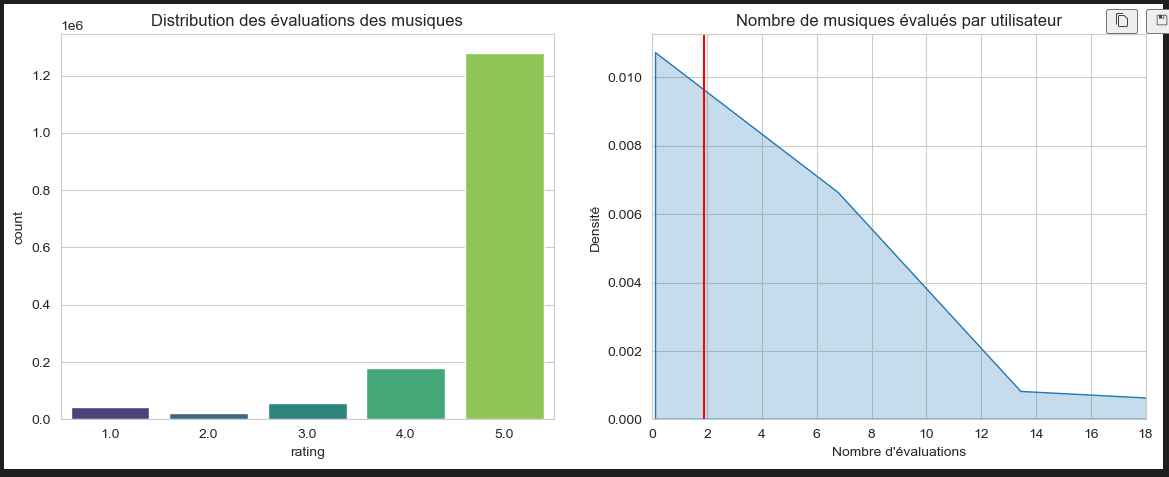 Distribution des évaluations des musiques
1e6
1.2
1.0
0.8
0.6
0.4
0.2
0.0
count
1.0 2.0 3.0 4.0 5.0
rating
Nombre de musiques évalués par utilisateur
0.010
0.008
0.006
0.004
0.002
0.000
Densité
0 2 4 6 8 10 12 14 16 18
Nombre d'évaluations